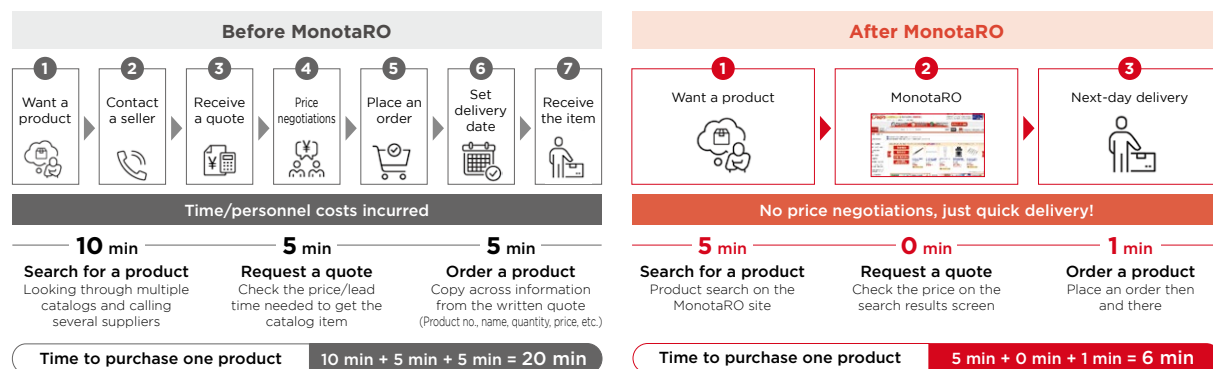 Before MonotaRO
1
Want a
product
2
Contact
a seller
3
Receive
a quote
¥
4
Price
negotiations
(¥)
5
Place an
order
6
Set
delivery
date
7
Receive
the item
Time/personnel costs incurred
10 min
Search for a product
Looking through multiple
catalogs and calling
several suppliers
5 min
Request a quote
Check the price/lead
time needed to get the
catalog item
5 min
Order a product
Copy across information
from the written quote
(Product no., name, quantity, price, etc.)
Time to purchase one product
10 min + 5 min + 5 min = 20 min
After MonotaRO
1
Want a product
2
MonotaRO
3
Next-day delivery
No price negotiations, just quick delivery!
5 min
Search for a product
Product search on the
MonotaRO site
0 min
Request a quote
Check the price on the
search results screen
1 min
Order a product
Place an order then
and there
Time to purchase one product
5 min + 0 min + 1 min = 6 min